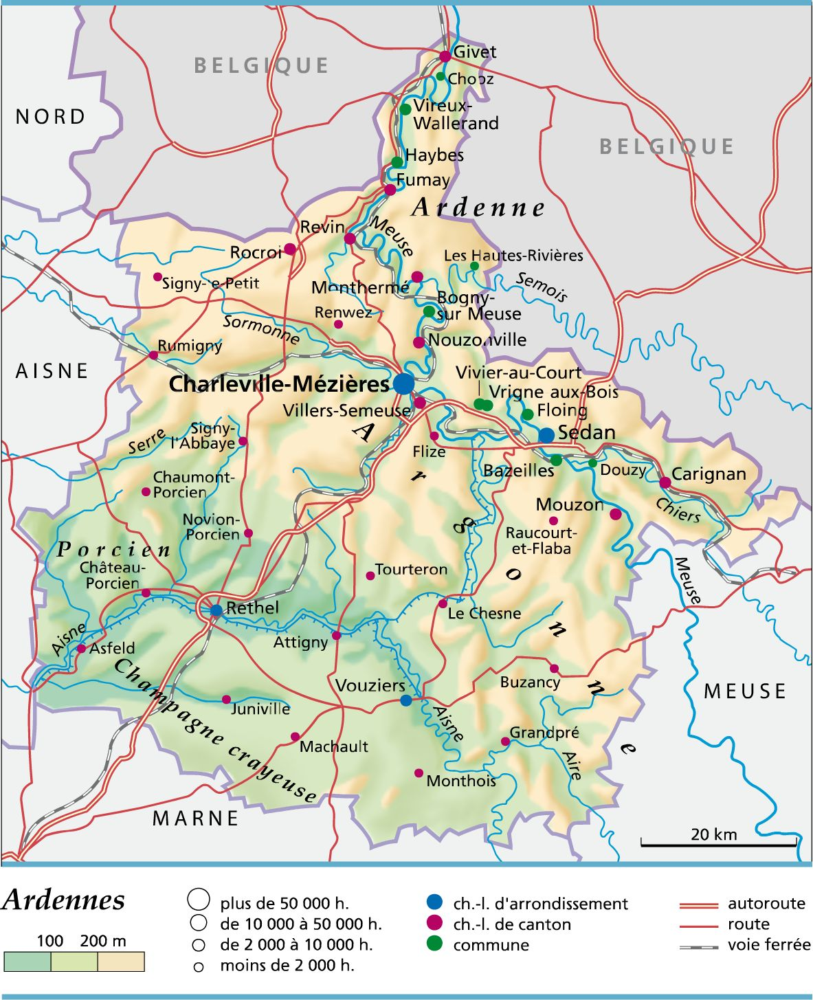 BELGIQUE
Givet
Chooz
NORD
Vireux-
Wallerand
BELGIQUE
Haybes
Fumay
Ardenne
Revin
Meuse
Rocroi
Les Hautes-Rivières
Signy-le-Petit
Monthermé
Semois
Bogny-
sur Meuse
Renwez
Sormonne
Nouzonville
Rumigny
AISNE
Vivier-au-Court
Charleville-Mézières
Vrigne aux-Bois
Villers-Semeuse
Floing
Signy-
l'Abbaye
Serre
Sedan
Flize
Bazeilles
Douzy
Carignan
Chaumont-
Porcien
Mouzon
Chiers
Novion-
Porcien
Raucourt-
et-Flaba
Porcien
Château-
Porcien
Tourteron
Meuse
Rethel
Le Chesne
Argonne
Aisne
Asfeld
Attigny
Champagne crayeuse
Vouziers
Buzancy
MEUSE
Juniville
Aisne
Machault
Grandpré
Aire
Monthois
MARNE
20 km
Ardennes
100 200 m
plus de 50 000 h.
de 10 000 à 50 000 h.
de 2 000 à 10 000 h.
moins de 2 000 h.
ch.-l. d'arrondissement
ch.-l. de canton
commune
autoroute
route
voie ferrée